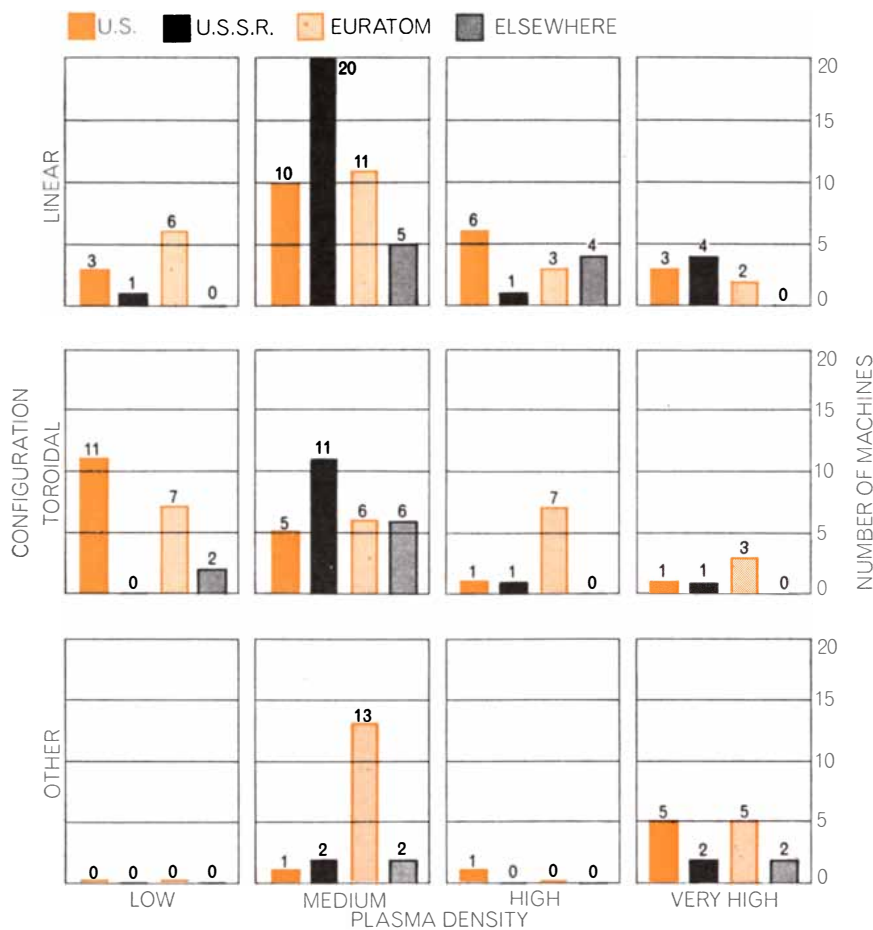 U.S. U.S.S.R. EURATOM ELSEWHERE
CONFIGURATION
LINEAR
3 1 6 0
10 20 11 5
6 1 3 4
3 4 2 0
20
15
10
5
0
TOROIDAL
11 0 7 2
5 11 6 6
1 1 7 0
1 1 3 0
20
15
10
5
0
NUMBER OF MACHINES
OTHER
0 0 0 0
1 2 13 2
1 0 0 0
5 2 5 2
20
15
10
5
0
LOW MEDIUM HIGH VERY HIGH
PLASMA DENSITY